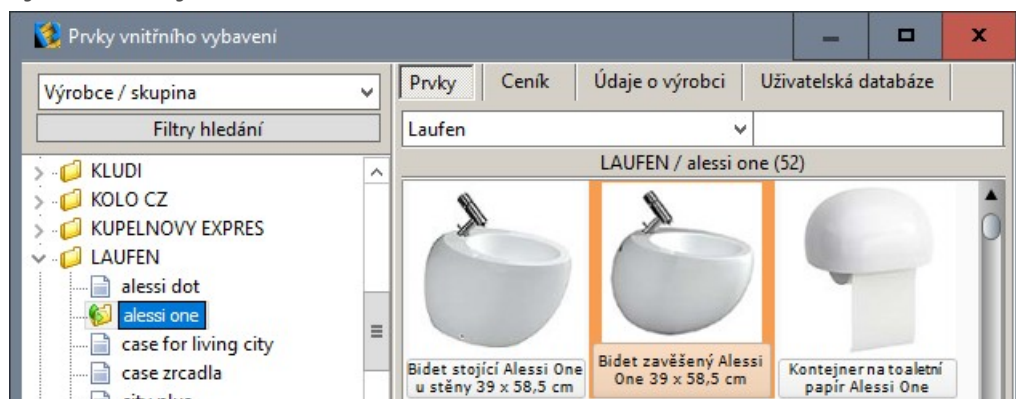 Prvky vnitřního vybavení
Výrobce / skupina
Filtry hledání
KLUDI
KOLO CZ
KUPELNOVY EXPRES
LAUFEN
alessi dot
alessi one
case for living city
case zrcadla
Prvky
Ceník
Údaje o výrobci
Uživatelská databáze
Laufen
LAUFEN / alessi one (52)
Bidet stojící Alessi One
u stěny 39 x 58,5 cm
Bidet zavěšený Alessi
One 39 x 58,5 cm
Kontejner na toaletní
papír Alessi One